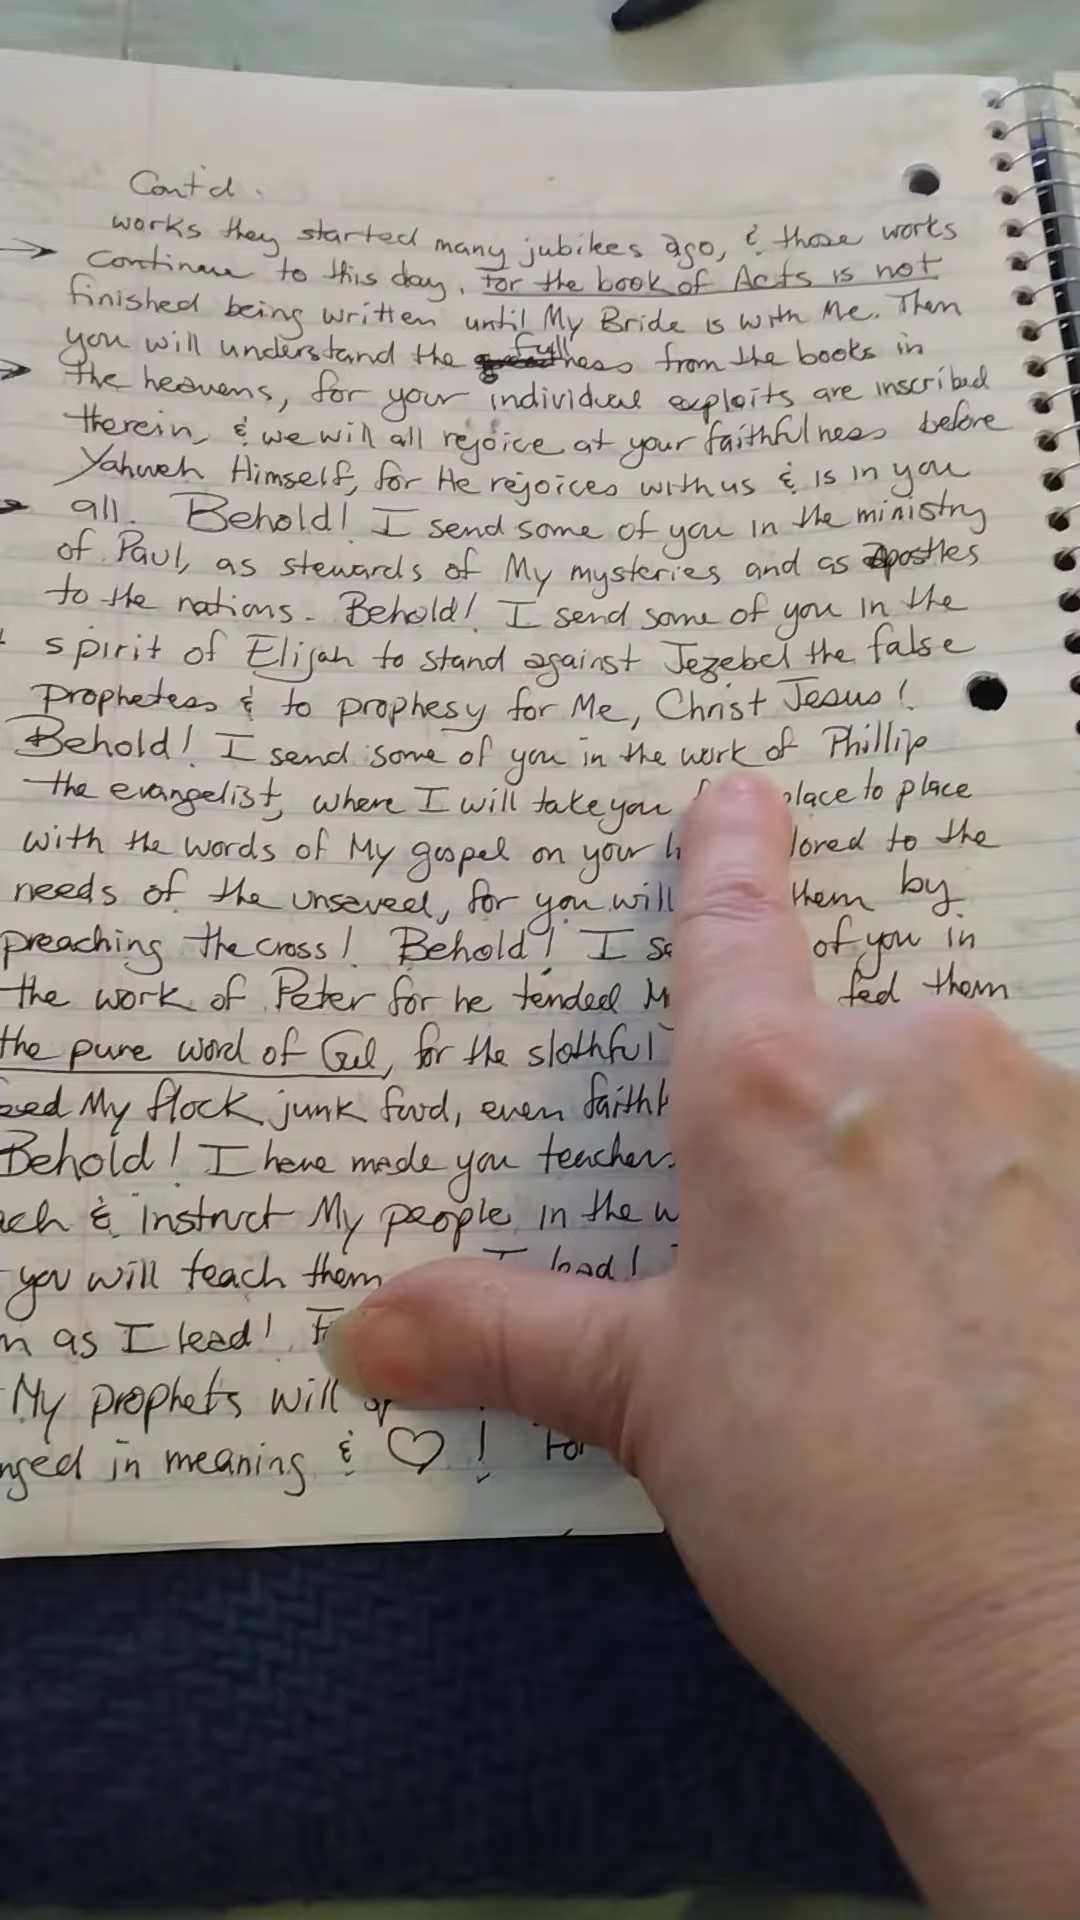 Cont'd.
works they started many jubilees ago, & those works
continue to this day. For the book of Acts is not
finished being written until My Bride is with Me. Then
you will understand the fullness from the books in
the heavens, for your individual exploits are inscribed
therein, & we will all rejoice at your faithfulness before
Yahweh Himself, for He rejoices with us & is in you
all. Behold! I send some of you in the ministry
of Paul, as stewards of My mysteries and as apostles
to the nations. Behold! I send some of you in the
spirit of Elijah to stand against Jezebel the false
prophetess & to prophesy for Me, Christ Jesus!
Behold! I send some of you in the work of Phillip
the evangelist, where I will take you place to place
with the words of My gospel on your to the
needs of the unsaved, for you will them by
preaching the cross! Behold! I of you in
the work of Peter for he tended fed them
the pure word of God, for the slothful
My flock junk food, even
Behold! I have made you teachers
& instruct My people in the
you will teach them I lead!
as I lead!
My prophets will
in meaning & ♡!